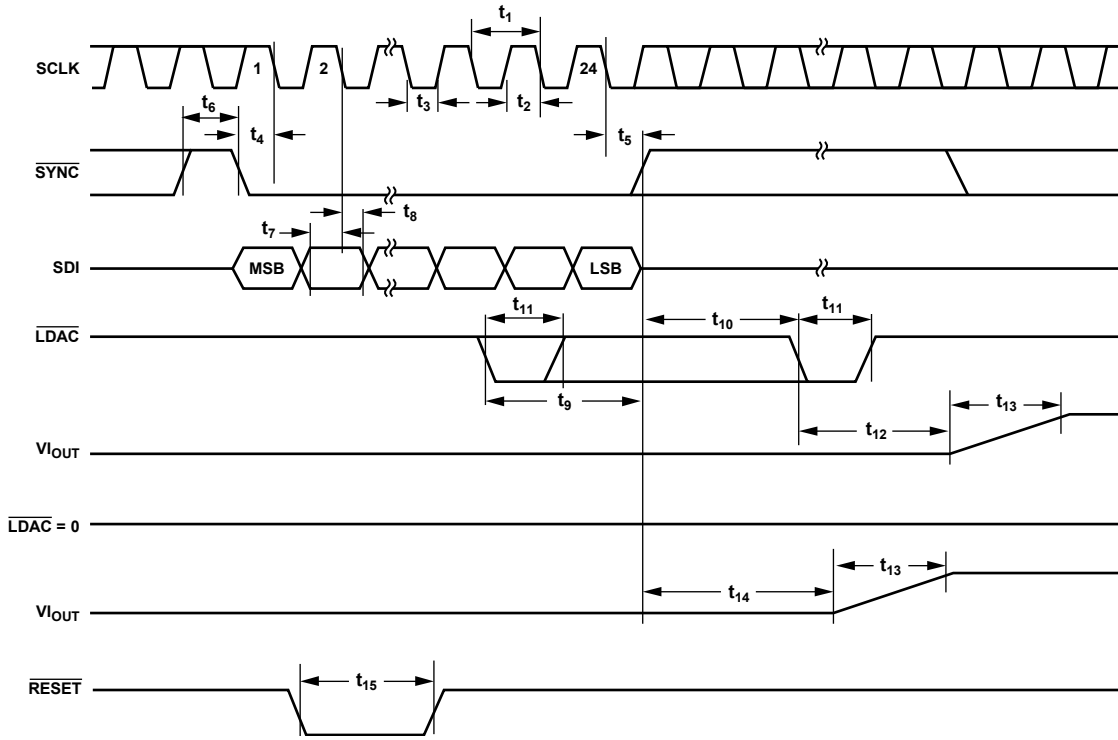 t1
SCLK
1
2
24
t3
t2
t6
t4
t5
SYNC
t7
t8
SDI
MSB
LSB
t11
t10
t11
LDAC
t9
t12
t13
VIOUT
LDAC = 0
t13
t14
VIOUT
t15
RESET